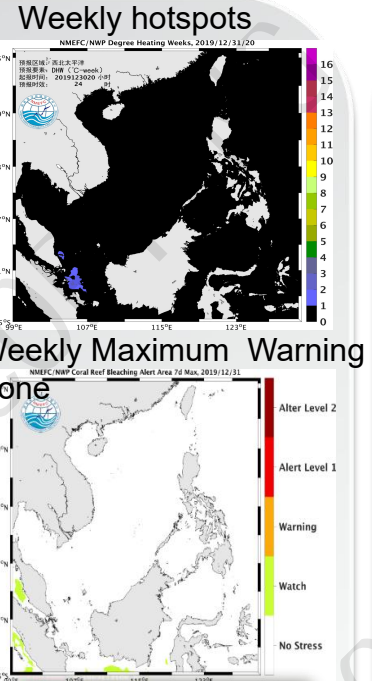 Weekly hotspots
NMEFC/NWP Degree Heating Weeks, 2019/12/31/20
预报区域: 西北太平洋
预报要素: DHW (℃-week)
起报时间: 2019123020 小时
预报时效: 24 时
16
15
14
13
12
11
10
9
8
7
6
5
4
3
2
1
0
99°E 107°E 115°E 123°E
Weekly Maximum Warning
one
NMEFC/NWP Coral Reef Bleaching Alert Area 7d Max, 2019/12/31
Alter Level 2
Alert Level 1
Warning
Watch
No Stress